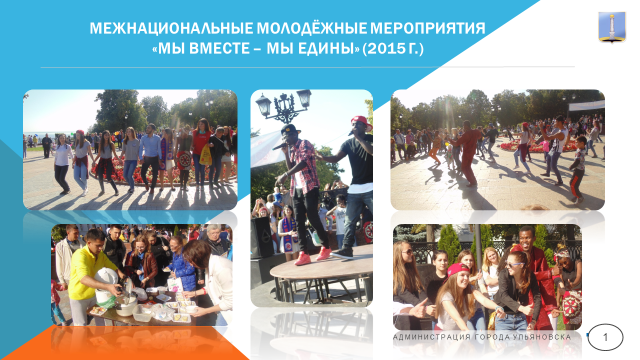 МЕЖНАЦИОНАЛЬНЫЕ МОЛОДЁЖНЫЕ МЕРОПРИЯТИЯ
«МЫ ВМЕСТЕ – МЫ ЕДИНЫ» (2015 Г.)
АДМИНИСТРАЦИЯ ГОРОДА УЛЬЯНОВСКА
1